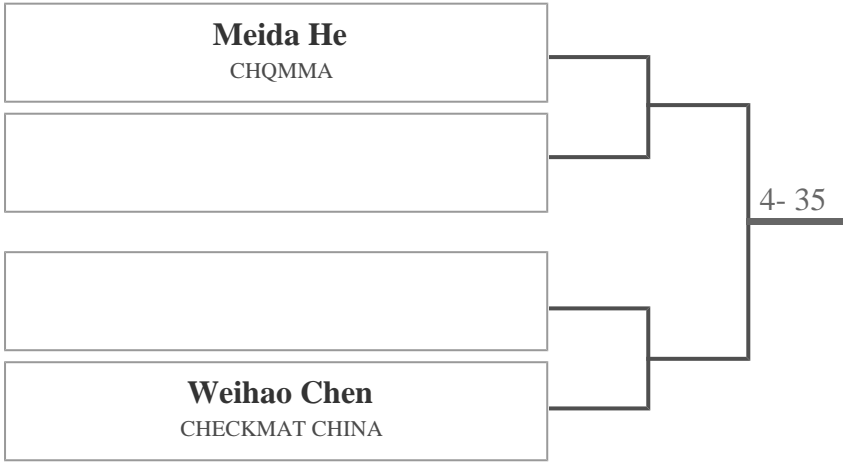 Meida He
CHQMMA
4- 35
Weihao Chen
CHECKMAT CHINA